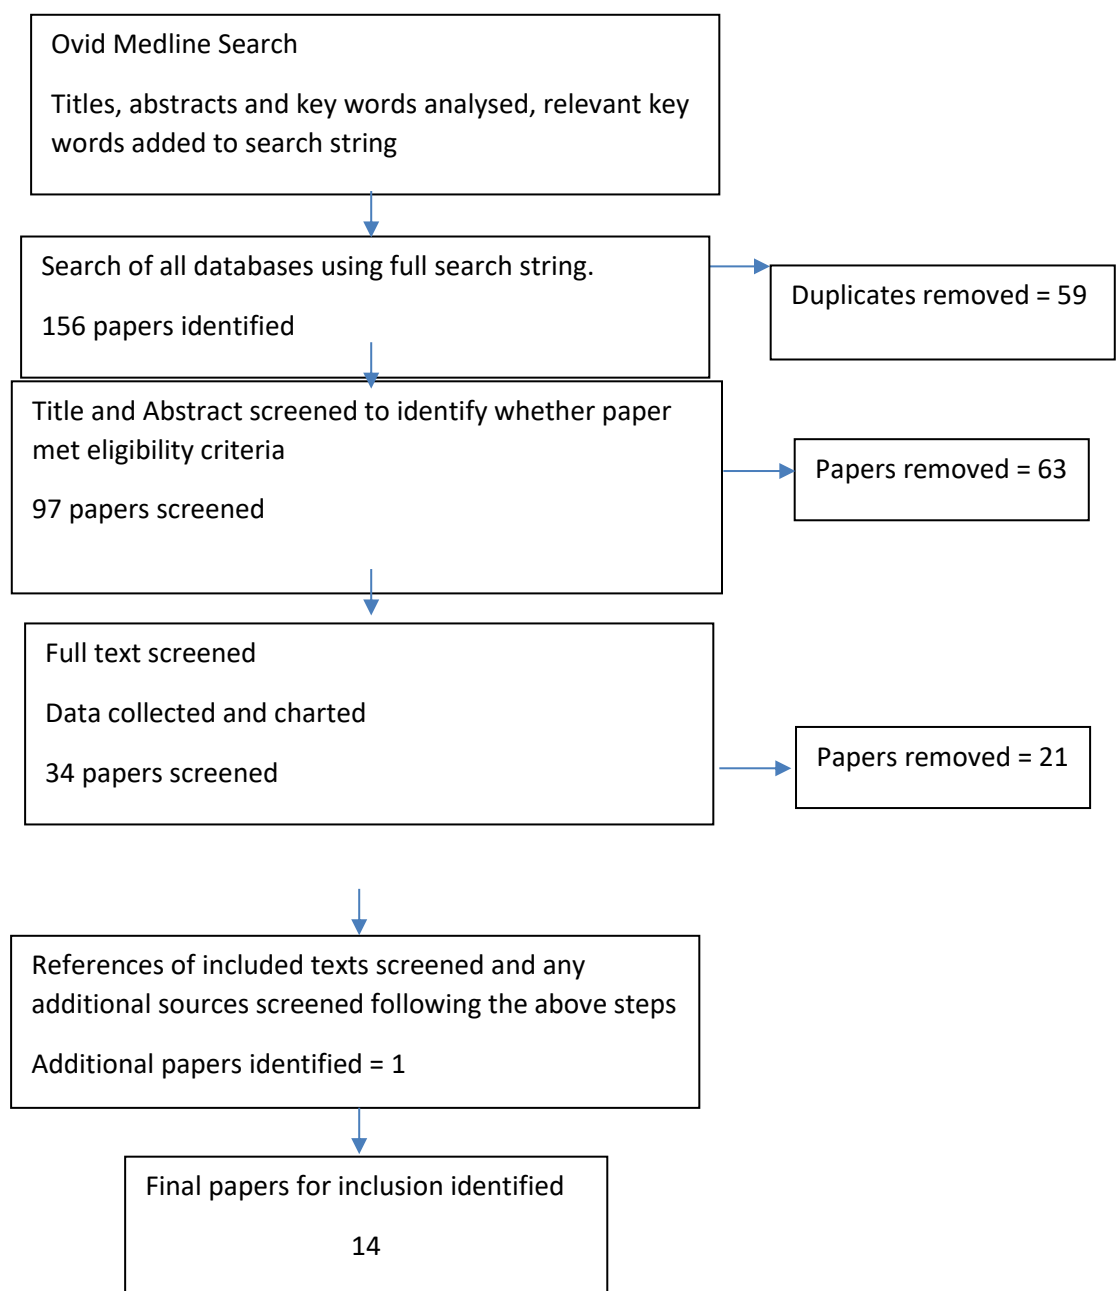 Ovid Medline Search
Titles, abstracts and key words analysed, relevant key
words added to search string
Search of all databases using full search string.
156 papers identified
Duplicates removed = 59
Title and Abstract screened to identify whether paper
met eligibility criteria
97 papers screened
Papers removed = 63
Full text screened
Data collected and charted
34 papers screened
Papers removed = 21
References of included texts screened and any
additional sources screened following the above steps
Additional papers identified = 1
Final papers for inclusion identified
14